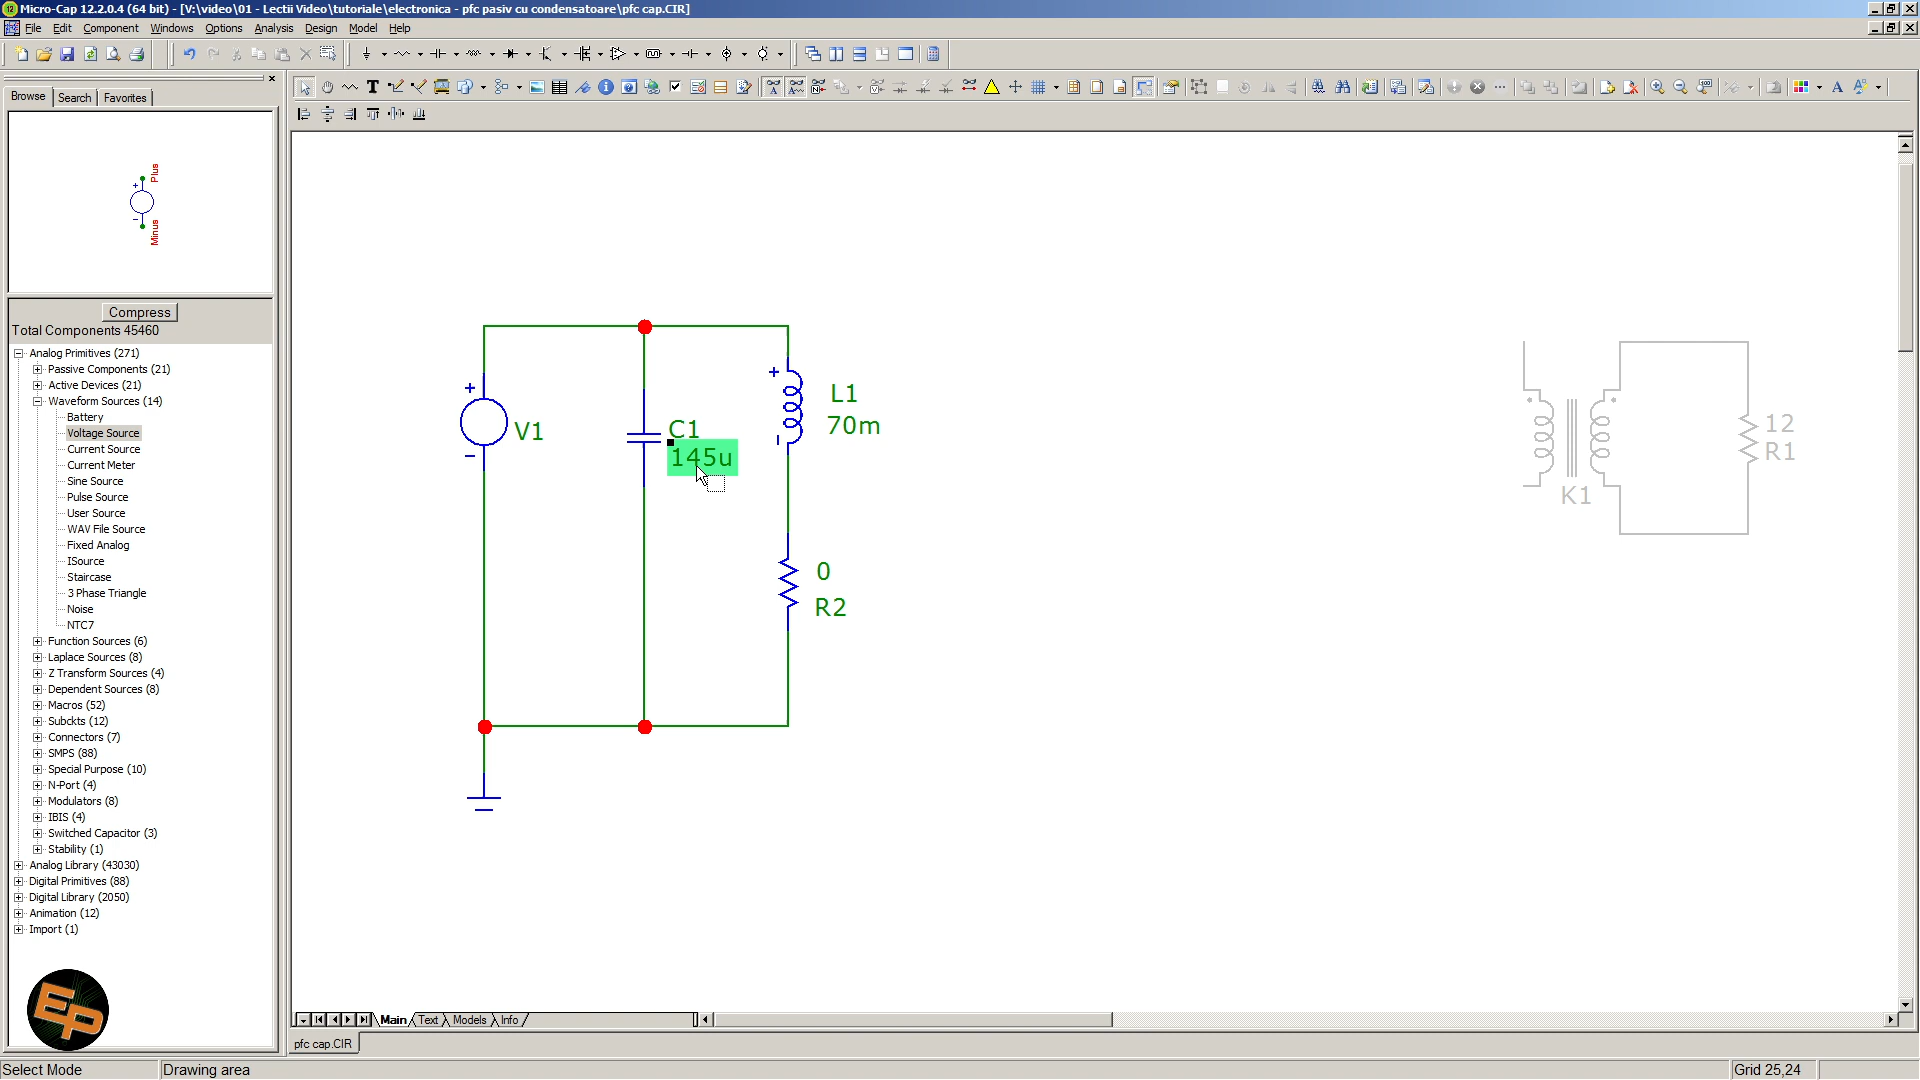 Micro-Cap 12.2.0.4 (64 bit) - [V:\video\01 - Lectii Video\tutoriale\electronica - pfc pasiv cu condensatoare\pfc cap.CIR]
File Edit Component Windows Options Analysis Design Model Help
Browse Search Favorites
Plus
Minus
Compress
Total Components 45460
Analog Primitives (271)
Passive Components (21)
Active Devices (21)
Waveform Sources (14)
Battery
Voltage Source
Current Source
Current Meter
Sine Source
Pulse Source
User Source
WAV File Source
Fixed Analog
ISource
Staircase
3 Phase Triangle
Noise
NTC7
Function Sources (6)
Laplace Sources (8)
Z Transform Sources (4)
Dependent Sources (8)
Macros (52)
Subckts (12)
Connectors (7)
SMPS (88)
Special Purpose (10)
N-Port (4)
Modulators (8)
IBIS (4)
Switched Capacitor (3)
Stability (1)
Analog Library (43030)
Digital Primitives (88)
Digital Library (2050)
Animation (12)
Import (1)
EP
V1
C1
145u
L1
70m
0
R2
K1
12
R1
Main Text Models Info
pfc cap.CIR
Select Mode Drawing area Grid 25,24